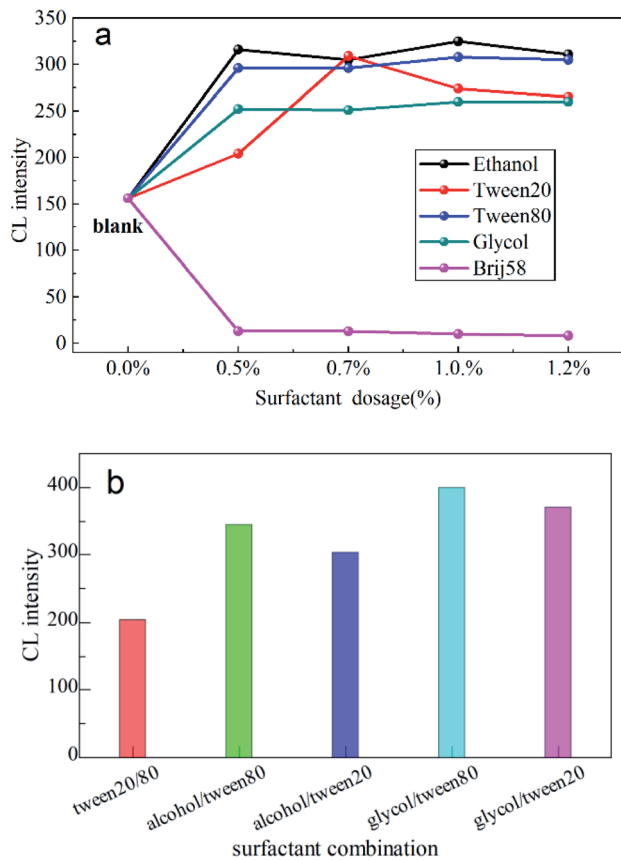 a
350
300
250
200
150
100
50
0
CL intensity
blank
Ethanol
Tween20
Tween80
Glycol
Brij58
0.0% 0.5% 0.7% 1.0.% 1.2%
Surfactant dosage(%)
b
400
300
200
100
0
CL intensity
tween20/80 alcohol/tween80 alcohol/tween20 glycol/tween80 glycol/tween20
surfactant combination